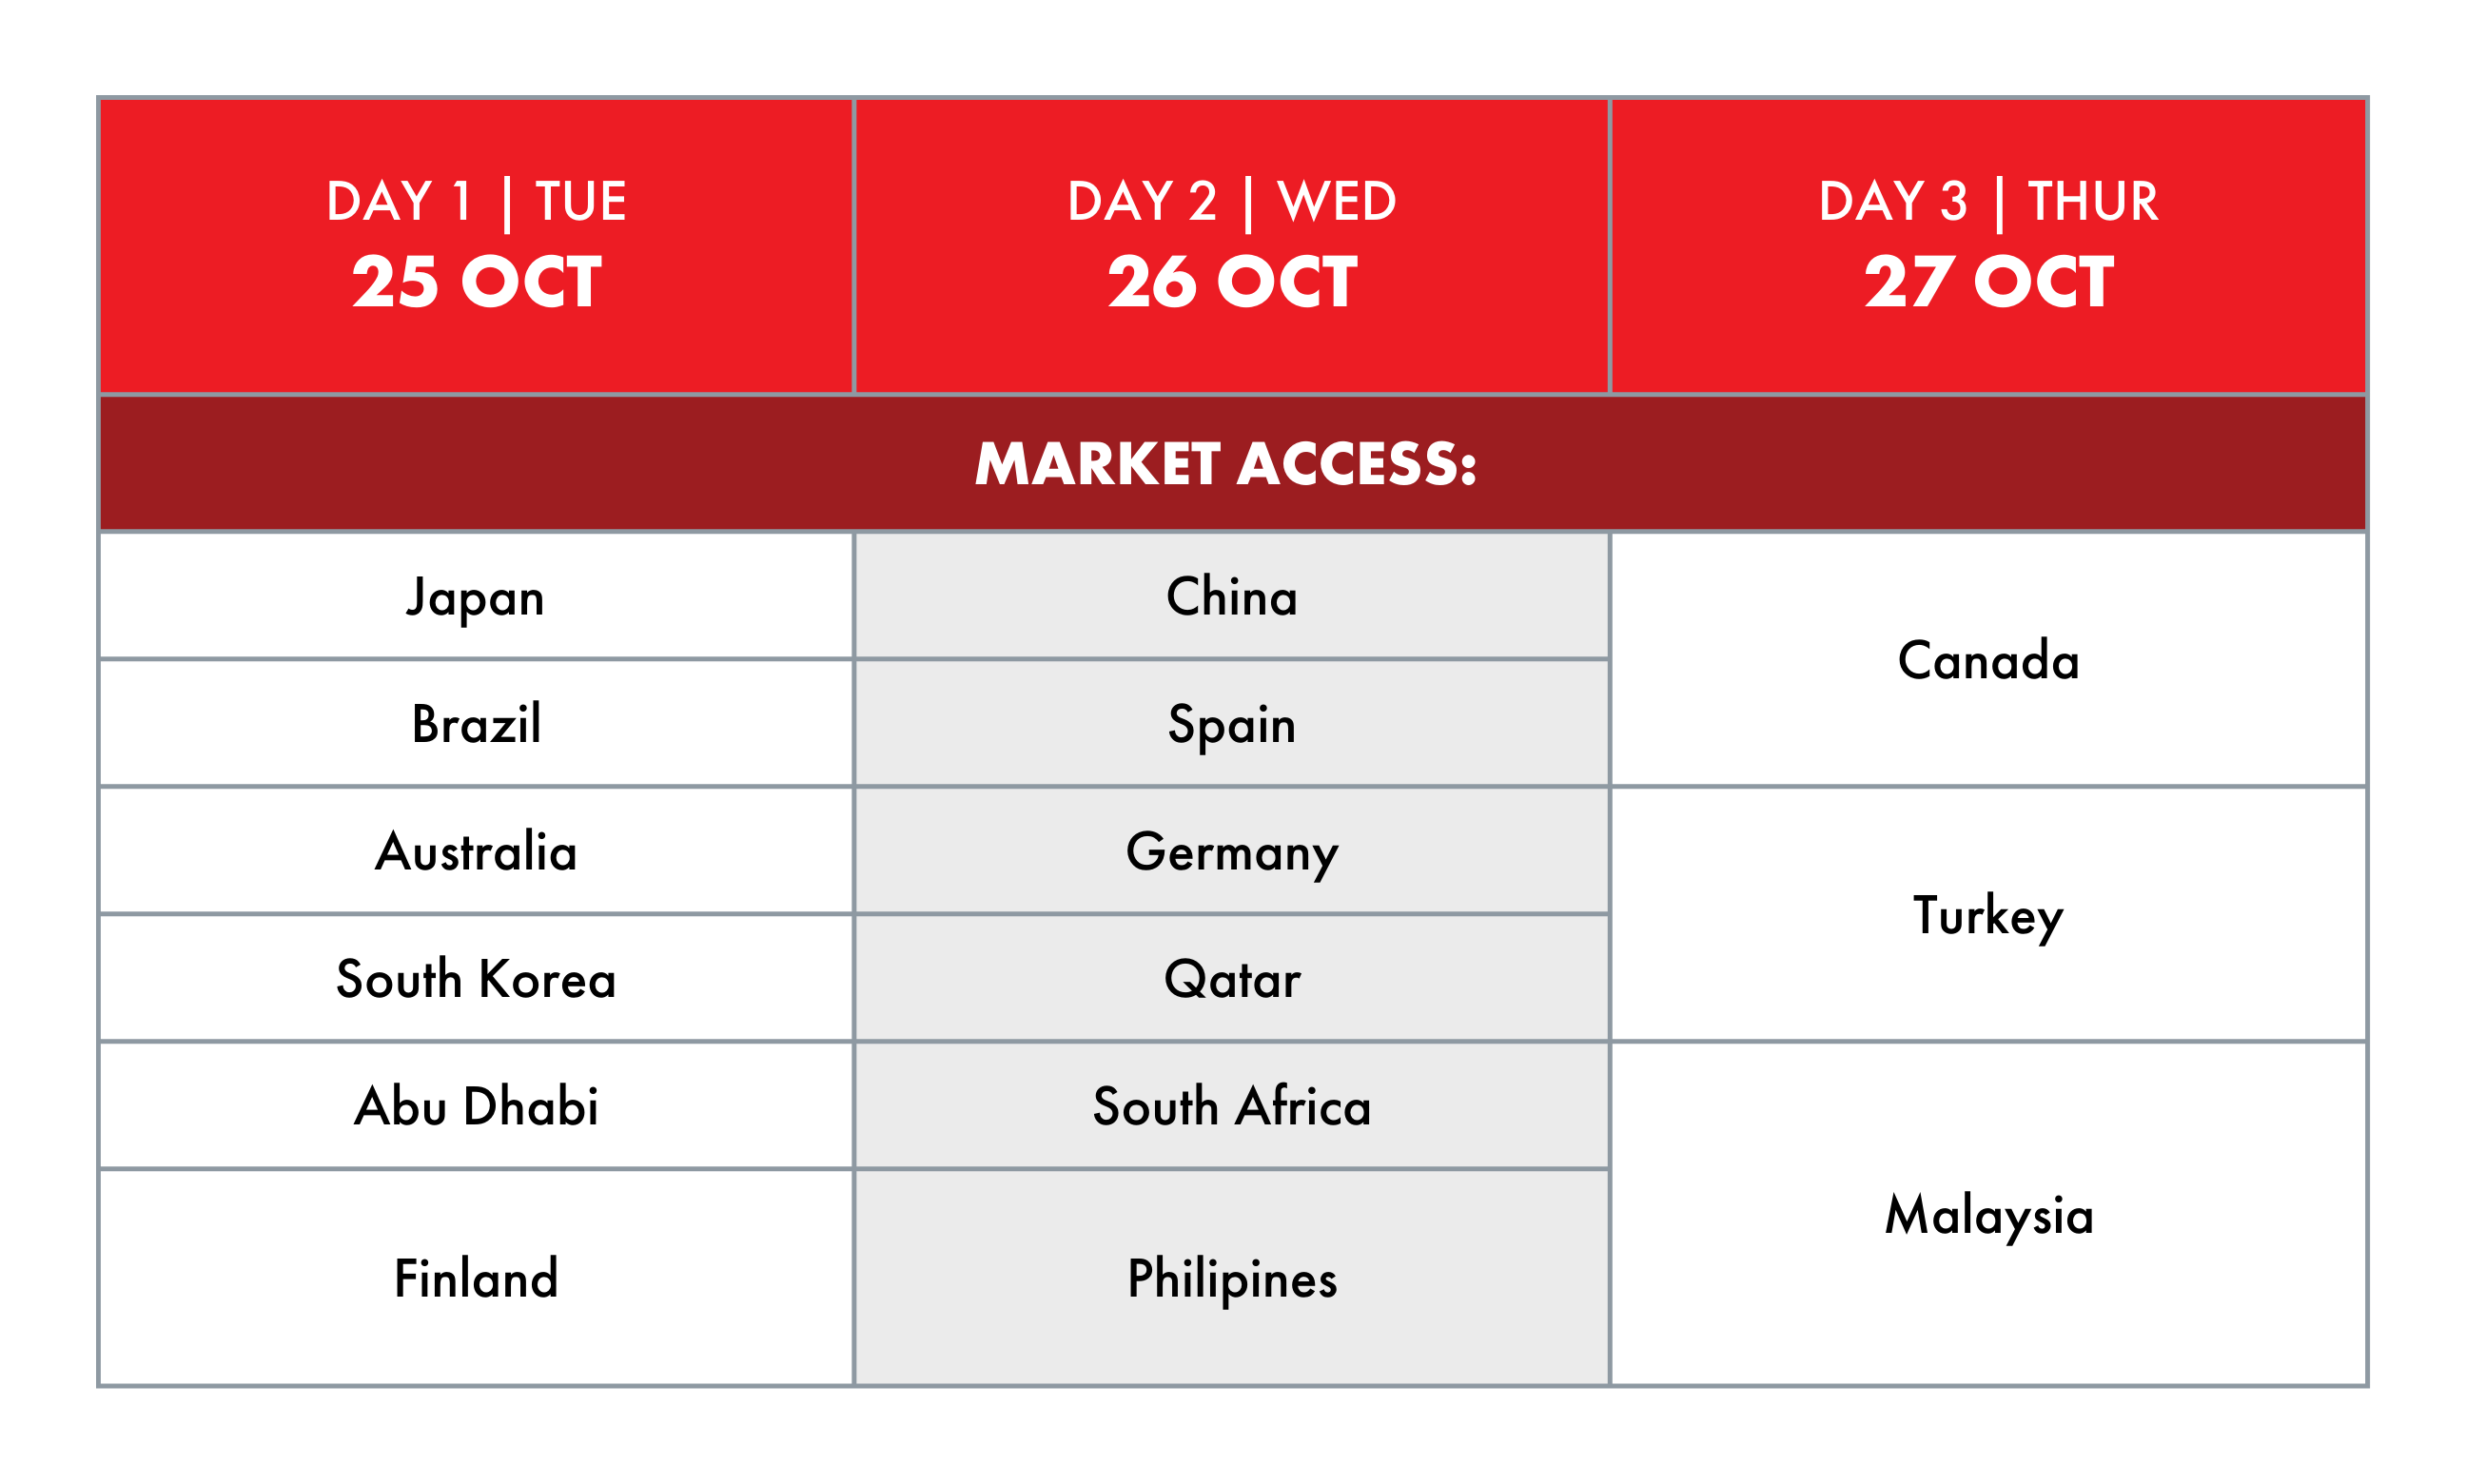 DAY 1 | TUE
25 OCT
DAY 2 | WED
26 OCT
DAY 3 | THUR
27 OCT
MARKET ACCESS:
Japan
China
Canada
Brazil
Spain
Australia
Germany
Turkey
South Korea
Qatar
Abu Dhabi
South Africa
Malaysia
Finland
Philipines